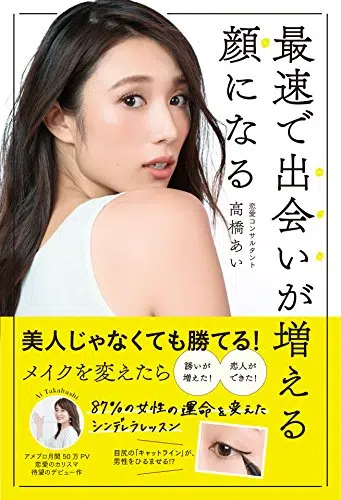 最速で出会いが増える
顔になる
恋愛コンサルタント
高橋あい
美人じゃなくても勝てる!
メイクを変えたら
誘いが
増えた!
恋人が
できた!
Ai Takahashi
87%の女性の運命を変えた
シンデレラレッスン
アメブロ月間50万PV
恋愛のカリスマ
待望のデビュー作
目尻の「キャットライン」が、
男性をひるませる!?